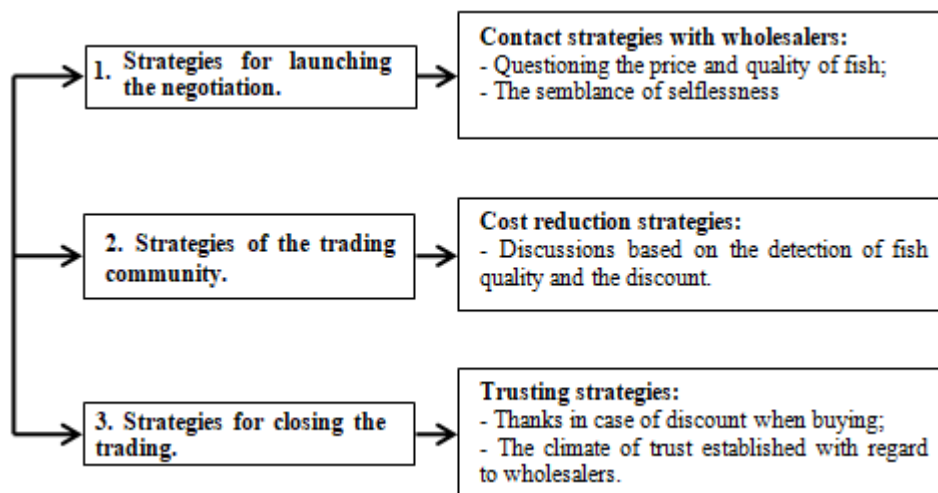 1. Strategies for launching
the negotiation.
Contact strategies with wholesalers:
- Questioning the price and quality of fish;
- The semblance of selflessness
2. Strategies of the trading
community.
Cost reduction strategies:
- Discussions based on the detection of fish
quality and the discount.
3. Strategies for closing the
trading.
Trusting strategies:
- Thanks in case of discount when buying;
- The climate of trust established with regard
to wholesalers.